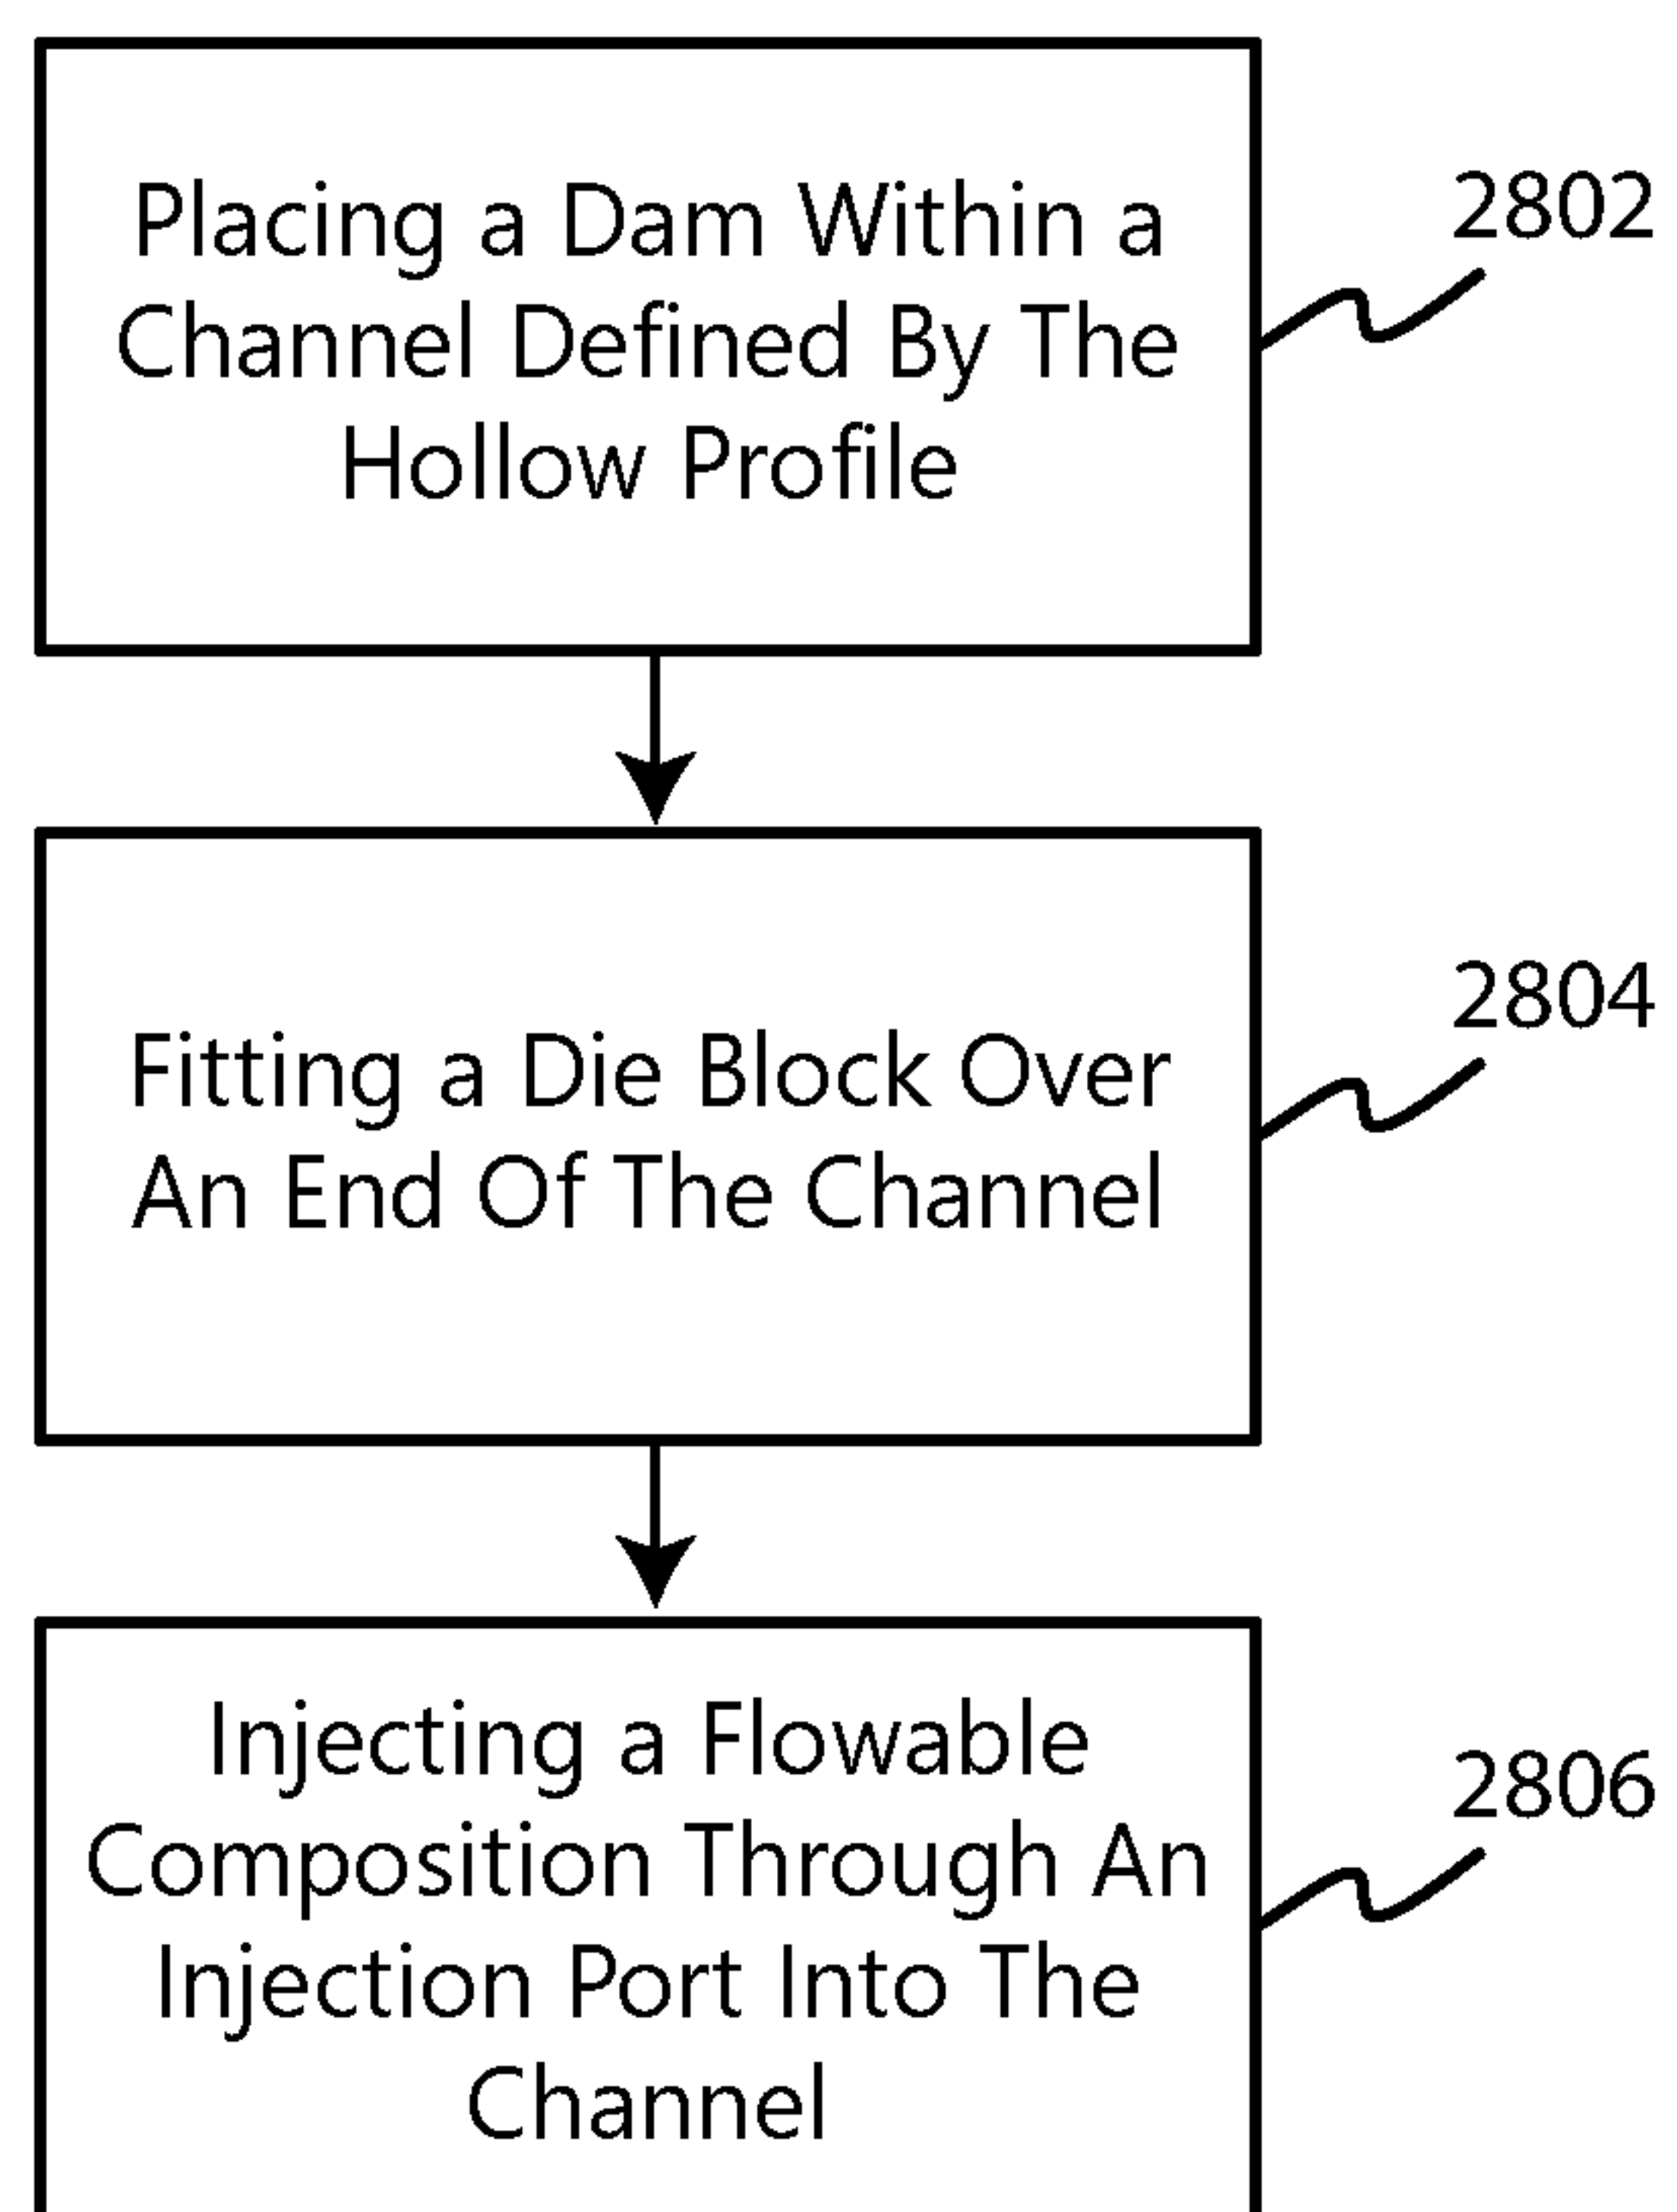 Placing a Dam Within a
Channel Defined By The
Hollow Profile
2802
Fitting a Die Block Over
An End Of The Channel
2804
Injecting a Flowable
Composition Through An
Injection Port Into The
Channel
2806